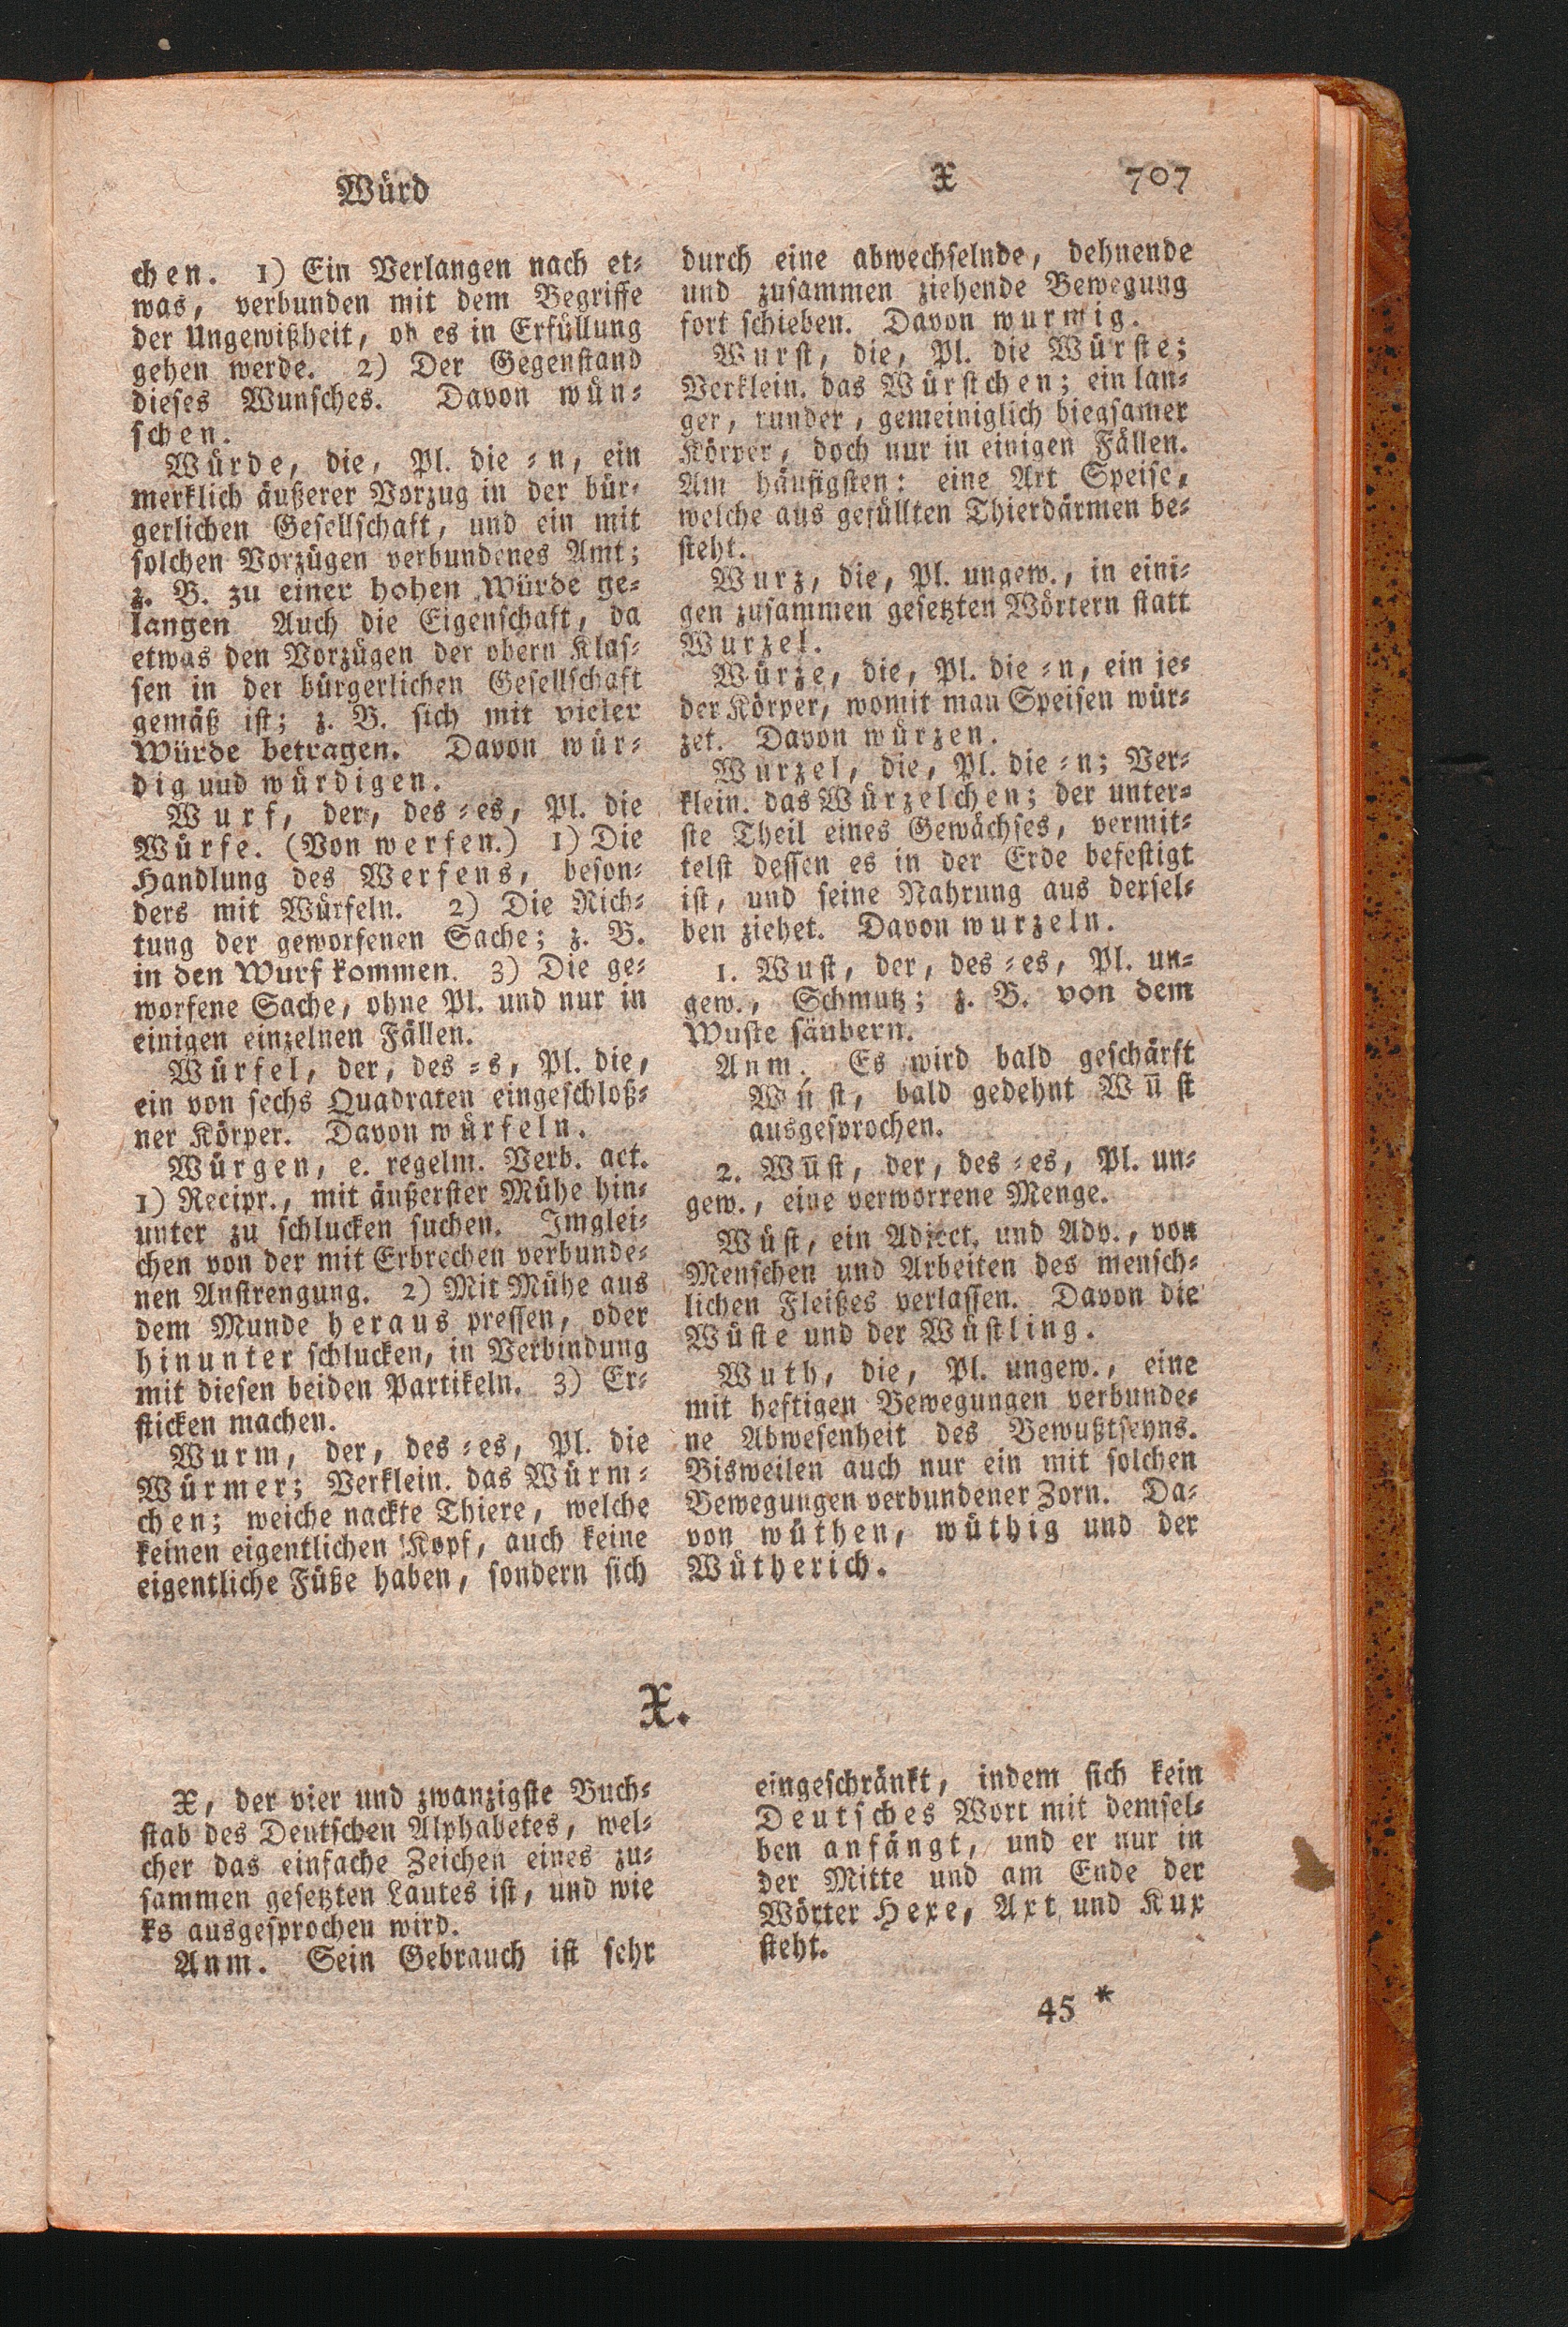 Würd
X 707
chen. 1) Ein Verlangen nach et⸗
was, verbunden mit dem Begriffe
der Ungewißheit, ob es in Erfüllung
gehen werde. 2) Der Gegenstand
dieses Wunsches. Davon wün⸗
schen.
Würde, die, Pl. die ⸗ n, ein
merklich äußerer Vorzug in der bür⸗
gerlichen Gesellschaft, und ein mit
solchen Vorzügen verbundenes Amt;
z. B. zu einer hohen Würde ge⸗
langen Auch die Eigenschaft, da
etwas den Vorzügen der obern Klas⸗
sen in der bürgerlichen Gesellschaft
gemäß ist; z. B. sich mit vieler
Würde betragen. Davon wür⸗
dig und würdigen.
Wurf, der, des ⸗ es, Pl. die
Würfe. (Von werfen.) 1) Die
Handlung des Werfens, beson⸗
ders mit Würfeln. 2) Die Rich⸗
tung der geworfenen Sache; z. B.
in den Wurf kommen. 3) Die ge⸗
worfene Sache, ohne Pl. und nur in
einigen einzelnen Fällen.
Würfel, der, des ⸗ s, Pl. die,
ein von sechs Quadraten eingeschloß⸗
ner Körper. Davon würfeln.
Würgen, e. regelm. Verb. act.
1) Recipr., mit äußerster Mühe hin⸗
unter zu schlucken suchen. Imglei⸗
chen von der mit Erbrechen verbunde⸗
nen Anstrengung. 2) Mit Mühe aus
dem Munde heraus pressen, oder
hinunter schlucken, in Verbindung
mit diesen beiden Partikeln. 3) Er⸗
sticken machen.
Wurm, der, des ⸗ es, Pl. die
Würmer; Verklein. das Würm⸗
chen; weiche nackte Thiere, welche
keinen eigentlichen Kopf, auch keine
eigentliche Füße haben, sondern sich
durch eine abwechselnde, dehnende
und zusammen ziehende Bewegung
fort schieben. Davon wurmig.
Wurst, die, Pl. die Würste;
Verklein. das Würstchen; ein lan⸗
ger, runder, gemeiniglich biegsamer
Körper, doch nur in einigen Fällen.
Am häufigsten: eine Art Speise,
welche aus gefüllten Thierdärmen be⸗
steht.
Wurz, die, Pl. ungew., in eini⸗
gen zusammen gesetzten Wörtern statt
Wurzel.
Würze, die, Pl. die ⸗ n, ein je⸗
der Körper, womit man Speisen wür⸗
zet. Davon würzen.
Wurzel, die, Pl. die ⸗ n; Ver⸗
klein. das Würzelchen; der unter⸗
ste Theil eines Gewächses, vermit⸗
telst dessen es in der Erde befestigt
ist, und seine Nahrung aus dersel⸗
ben ziehet. Davon wurzeln.
1. Wust, der, des ⸗ es, Pl. un⸗
gew., Schmutz; z. B. von dem
Wuste säubern.
Anm. Es wird bald geschärft
Wúst, bald gedehnt Wūst
ausgesprochen.
2. Wūst, der, des ⸗ es, Pl. un⸗
gew., eine verworrene Menge.
Wüst, ein Adject. und Adv., von
Menschen und Arbeiten des mensch⸗
lichen Fleißes verlassen. Davon die
Wüste und der Wüstling.
Wuth, die, Pl. ungew., eine
mit heftigen Bewegungen verbunde⸗
ne Abwesenheit des Bewußtseyns.
Bisweilen auch nur ein mit solchen
Bewegungen verbundener Zorn. Da⸗
von wüthen, wüthig und der
Wütherich.
X.
X, der vier und zwanzigste Buch⸗
stab des Deutschen Alphabetes, wel⸗
cher das einfache Zeichen eines zu⸗
sammen gesetzten Lautes ist, und wie
ks ausgesprochen wird.
Anm. Sein Gebrauch ist sehr
eingeschränkt, indem sich kein
Deutsches Wort mit demsel⸗
ben anfängt, und er nur in
der Mitte und am Ende der
Wörter Hexe, Axt und Kux
steht.
45 *